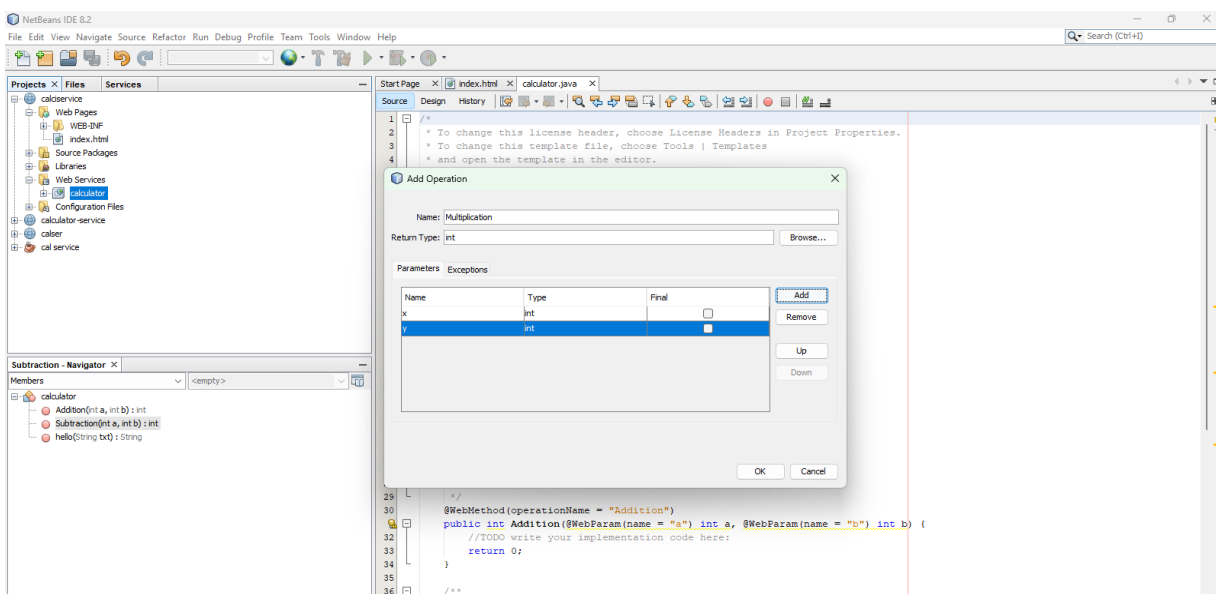 NetBeans IDE 8.2
File Edit View Navigate Source Refactor Run Debug Profile Team Tools Window Help
Search (Ctrl+I)
Projects Files Services
calciservice
Web Pages
WEB-INF
index.html
Source Packages
Libraries
Web Services
calculator
Configuration Files
calculator-service
calser
cal service
Subtraction - Navigator
Members <empty>
calculator
Addition(int a, int b) : int
Subtraction(int a, int b) : int
hello(String txt) : String
Start Page index.html calculator.java
Source Design History
1 /*
2 * To change this license header, choose License Headers in Project Properties.
3 * To change this template file, choose Tools | Templates
4 * and open the template in the editor.
Add Operation
Name: Multiplication
Return Type: int Browse...
Parameters Exceptions
Name Type Final Add
x int
Remove
y int
Up
Down
OK Cancel
29 */
30 @WebMethod(operationName = "Addition")
public int Addition(@WebParam(name = "a") int a, @WebParam(name = "b") int b) {
32 //TODO write your implementation code here:
33 return 0;
34 }
35
36 /**